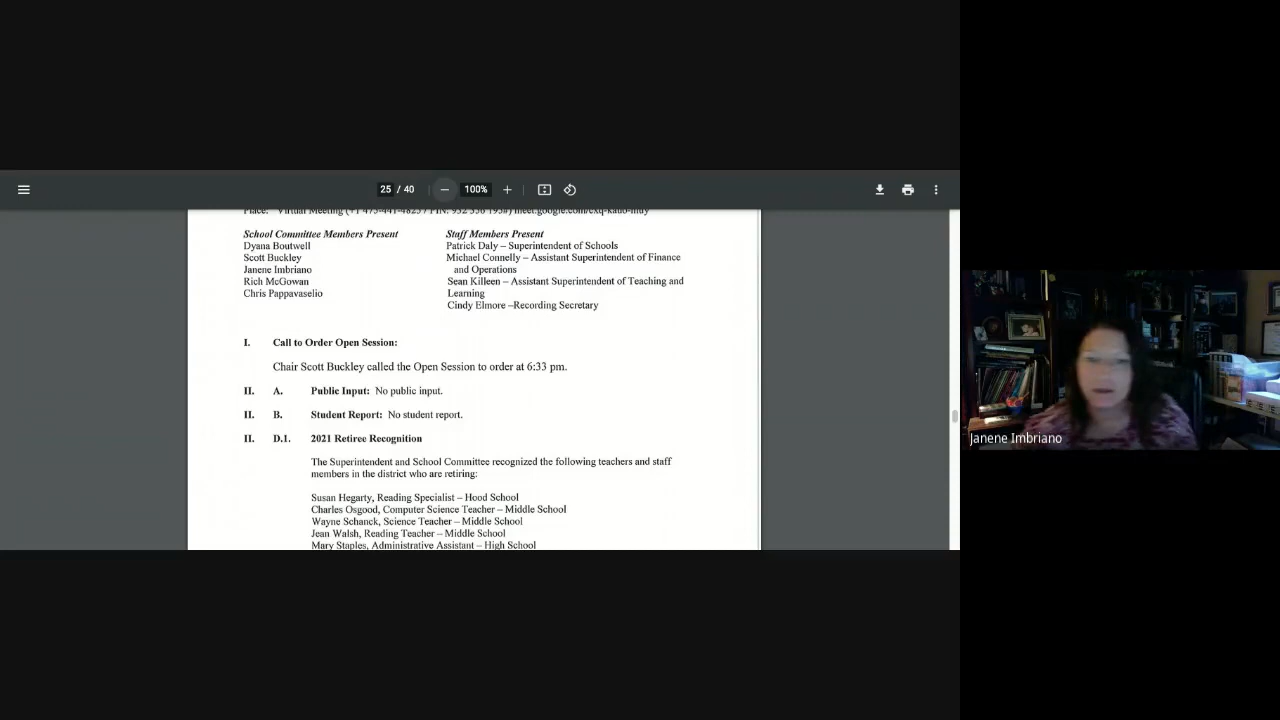 25 / 40
100%
Place: Virtual Meeting
School Committee Members Present
Dyana Boutwell
Scott Buckley
Janene Imbriano
Rich McGowan
Chris Pappavaselio
Staff Members Present
Patrick Daly – Superintendent of Schools
Michael Connelly – Assistant Superintendent of Finance
and Operations
Sean Killeen – Assistant Superintendent of Teaching and
Learning
Cindy Elmore –Recording Secretary
I. Call to Order Open Session:
Chair Scott Buckley called the Open Session to order at 6:33 pm.
II. A. Public Input: No public input.
II. B. Student Report: No student report.
II. D.1. 2021 Retiree Recognition
The Superintendent and School Committee recognized the following teachers and staff
members in the district who are retiring:
Susan Hegarty, Reading Specialist – Hood School
Charles Osgood, Computer Science Teacher – Middle School
Wayne Schanck, Science Teacher – Middle School
Jean Walsh, Reading Teacher – Middle School
Mary Staples, Administrative Assistant – High School
Janene Imbriano